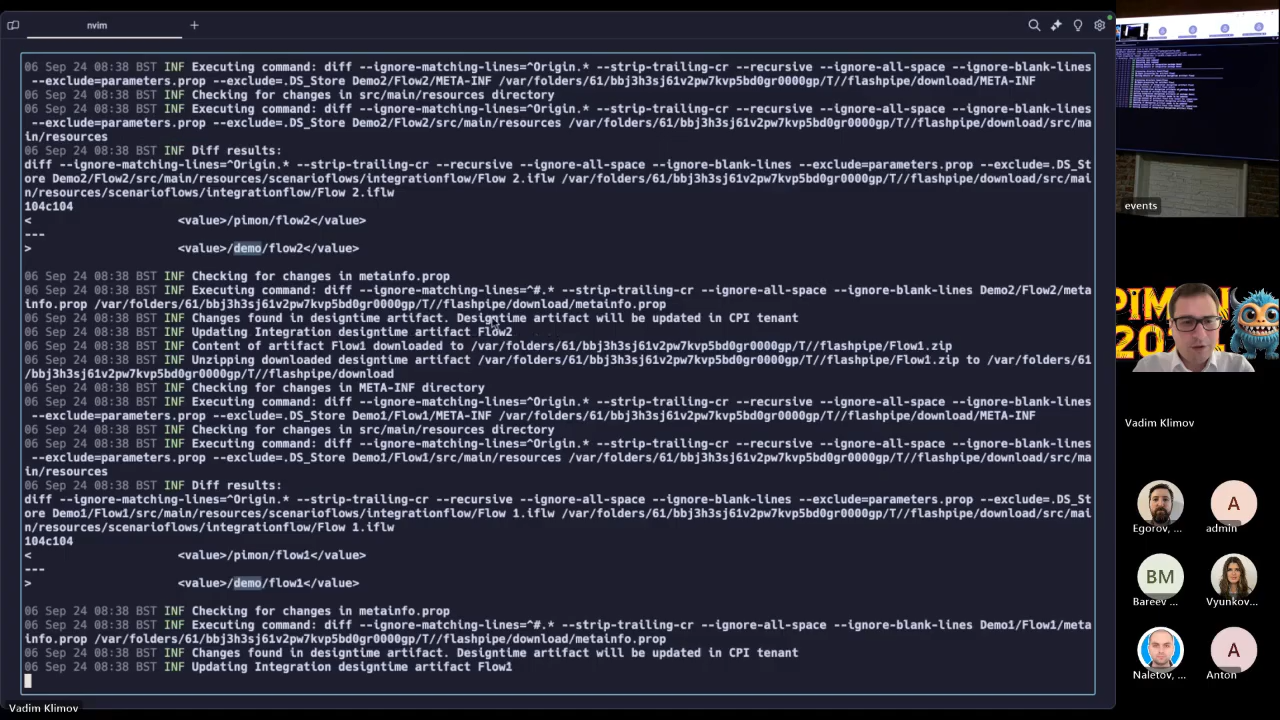 nvim
+
06 Sep 24 08:38 BST INF Executing command: diff --ignore-matching-lines=^Origin.* --strip-trailing-cr --recursive --ignore-all-space --ignore-blank-lines
--exclude=parameters.prop --exclude=.DS_Store Demo2/Flow2/META-INF /var/folders/61/bbj3h3sj61v2pw7kvp5bd0gr0000gp/T//flashpipe/download/META-INF
06 Sep 24 08:38 BST INF Checking for changes in src/main/resources directory
06 Sep 24 08:38 BST INF Executing command: diff --ignore-matching-lines=^Origin.* --strip-trailing-cr --recursive --ignore-all-space --ignore-blank-lines
--exclude=parameters.prop --exclude=.DS_Store Demo2/Flow2/src/main/resources /var/folders/61/bbj3h3sj61v2pw7kvp5bd0gr0000gp/T//flashpipe/download/src/ma
in/resources
06 Sep 24 08:38 BST INF Diff results:
diff --ignore-matching-lines=^Origin.* --strip-trailing-cr --recursive --ignore-all-space --ignore-blank-lines --exclude=parameters.prop --exclude=.DS_St
ore Demo2/Flow2/src/main/resources/scenarioflows/integrationflow/Flow 2.iflw /var/folders/61/bbj3h3sj61v2pw7kvp5bd0gr0000gp/T//flashpipe/download/src/mai
n/resources/scenarioflows/integrationflow/Flow 2.iflw
104c104
< <value>/pimon/flow2</value>
---
> <value>/demo/flow2</value>
06 Sep 24 08:38 BST INF Checking for changes in metainfo.prop
06 Sep 24 08:38 BST INF Executing command: diff --ignore-matching-lines=^#.* --strip-trailing-cr --ignore-all-space --ignore-blank-lines Demo2/Flow2/meta
info.prop /var/folders/61/bbj3h3sj61v2pw7kvp5bd0gr0000gp/T//flashpipe/download/metainfo.prop
06 Sep 24 08:38 BST INF Changes found in designtime artifact. Designtime artifact will be updated in CPI tenant
06 Sep 24 08:38 BST INF Updating Integration designtime artifact Flow2
06 Sep 24 08:38 BST INF Content of artifact Flow1 downloaded to /var/folders/61/bbj3h3sj61v2pw7kvp5bd0gr0000gp/T//flashpipe/Flow1.zip
06 Sep 24 08:38 BST INF Unzipping downloaded designtime artifact /var/folders/61/bbj3h3sj61v2pw7kvp5bd0gr0000gp/T//flashpipe/Flow1.zip to /var/folders/61
/bbj3h3sj61v2pw7kvp5bd0gr0000gp/T//flashpipe/download
06 Sep 24 08:38 BST INF Checking for changes in META-INF directory
06 Sep 24 08:38 BST INF Executing command: diff --ignore-matching-lines=^Origin.* --strip-trailing-cr --recursive --ignore-all-space --ignore-blank-lines
--exclude=parameters.prop --exclude=.DS_Store Demo1/Flow1/META-INF /var/folders/61/bbj3h3sj61v2pw7kvp5bd0gr0000gp/T//flashpipe/download/META-INF
06 Sep 24 08:38 BST INF Checking for changes in src/main/resources directory
06 Sep 24 08:38 BST INF Executing command: diff --ignore-matching-lines=^Origin.* --strip-trailing-cr --recursive --ignore-all-space --ignore-blank-lines
--exclude=parameters.prop --exclude=.DS_Store Demo1/Flow1/src/main/resources /var/folders/61/bbj3h3sj61v2pw7kvp5bd0gr0000gp/T//flashpipe/download/src/ma
in/resources
06 Sep 24 08:38 BST INF Diff results:
diff --ignore-matching-lines=^Origin.* --strip-trailing-cr --recursive --ignore-all-space --ignore-blank-lines --exclude=parameters.prop --exclude=.DS_St
ore Demo1/Flow1/src/main/resources/scenarioflows/integrationflow/Flow 1.iflw /var/folders/61/bbj3h3sj61v2pw7kvp5bd0gr0000gp/T//flashpipe/download/src/mai
n/resources/scenarioflows/integrationflow/Flow 1.iflw
104c104
< <value>/pimon/flow1</value>
---
> <value>/demo/flow1</value>
06 Sep 24 08:38 BST INF Checking for changes in metainfo.prop
06 Sep 24 08:38 BST INF Executing command: diff --ignore-matching-lines=^#.* --strip-trailing-cr --ignore-all-space --ignore-blank-lines Demo1/Flow1/meta
info.prop /var/folders/61/bbj3h3sj61v2pw7kvp5bd0gr0000gp/T//flashpipe/download/metainfo.prop
06 Sep 24 08:38 BST INF Changes found in designtime artifact. Designtime artifact will be updated in CPI tenant
06 Sep 24 08:38 BST INF Updating Integration designtime artifact Flow1
Vadim Klimov
events
PIMON
Vadim Klimov
Egorov, ...
A
admin
BM
Bareev ...
Vyunkov...
Naletov, ...
A
Anton